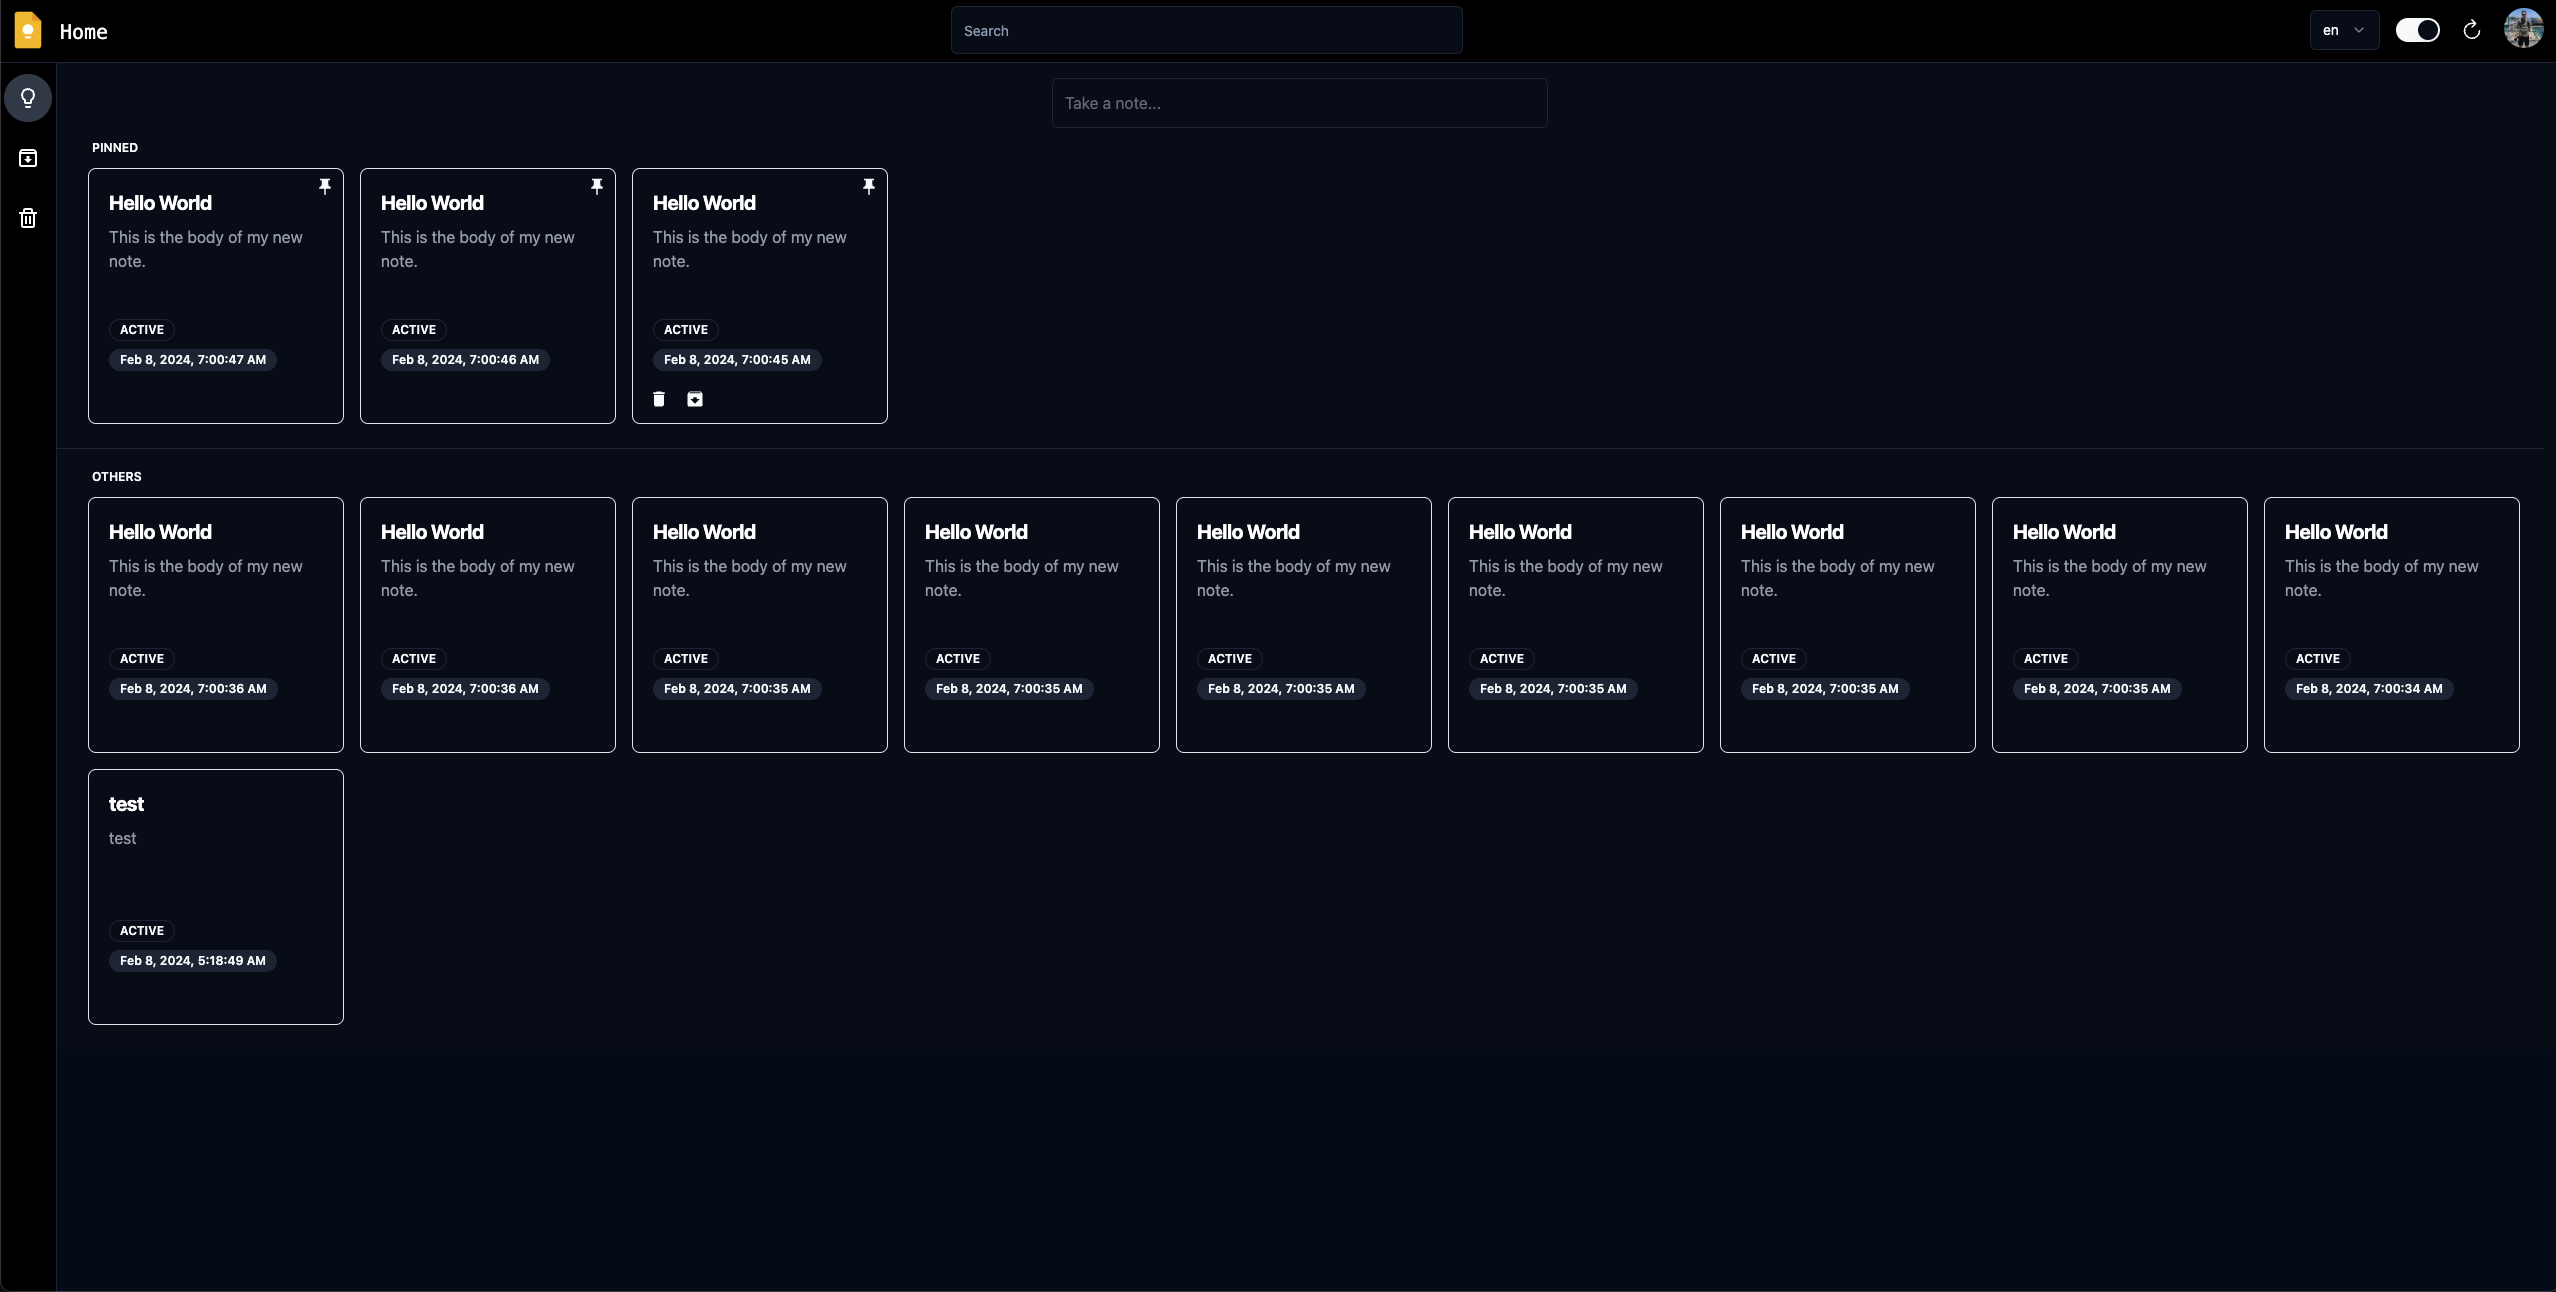 Home
Search
en
Take a note...
PINNED
Hello World
This is the body of my new
note.
ACTIVE
Feb 8, 2024, 7:00:47 AM
Hello World
This is the body of my new
note.
ACTIVE
Feb 8, 2024, 7:00:46 AM
Hello World
This is the body of my new
note.
ACTIVE
Feb 8, 2024, 7:00:45 AM
OTHERS
Hello World
This is the body of my new
note.
ACTIVE
Feb 8, 2024, 7:00:36 AM
Hello World
This is the body of my new
note.
ACTIVE
Feb 8, 2024, 7:00:36 AM
Hello World
This is the body of my new
note.
ACTIVE
Feb 8, 2024, 7:00:35 AM
Hello World
This is the body of my new
note.
ACTIVE
Feb 8, 2024, 7:00:35 AM
Hello World
This is the body of my new
note.
ACTIVE
Feb 8, 2024, 7:00:35 AM
Hello World
This is the body of my new
note.
ACTIVE
Feb 8, 2024, 7:00:35 AM
Hello World
This is the body of my new
note.
ACTIVE
Feb 8, 2024, 7:00:35 AM
Hello World
This is the body of my new
note.
ACTIVE
Feb 8, 2024, 7:00:35 AM
Hello World
This is the body of my new
note.
ACTIVE
Feb 8, 2024, 7:00:34 AM
test
test
ACTIVE
Feb 8, 2024, 5:18:49 AM